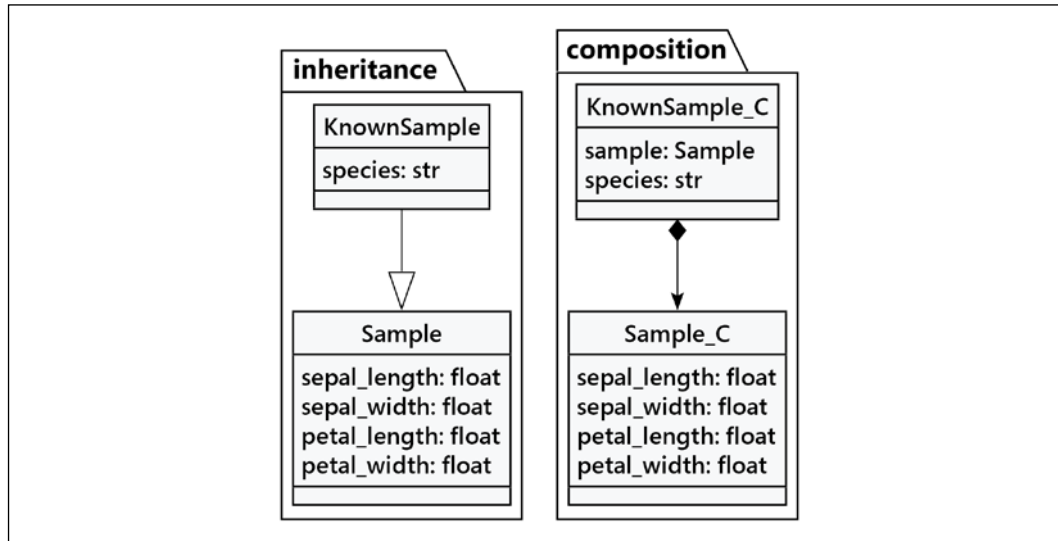 inheritance
KnownSample
species: str
Sample
sepal_length: float
sepal_width: float
petal_length: float
petal_width: float
composition
KnownSample_C
sample: Sample
species: str
Sample_C
sepal_length: float
sepal_width: float
petal_length: float
petal_width: float